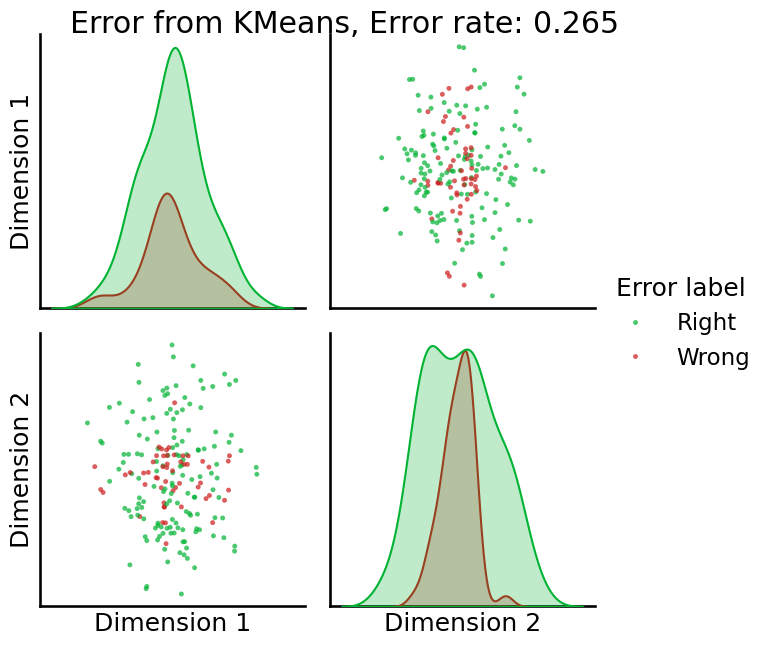 Error from KMeans, Error rate: 0.265
Dimension 1
Error label
Right
Wrong
Dimension 2
Dimension 1
Dimension 2